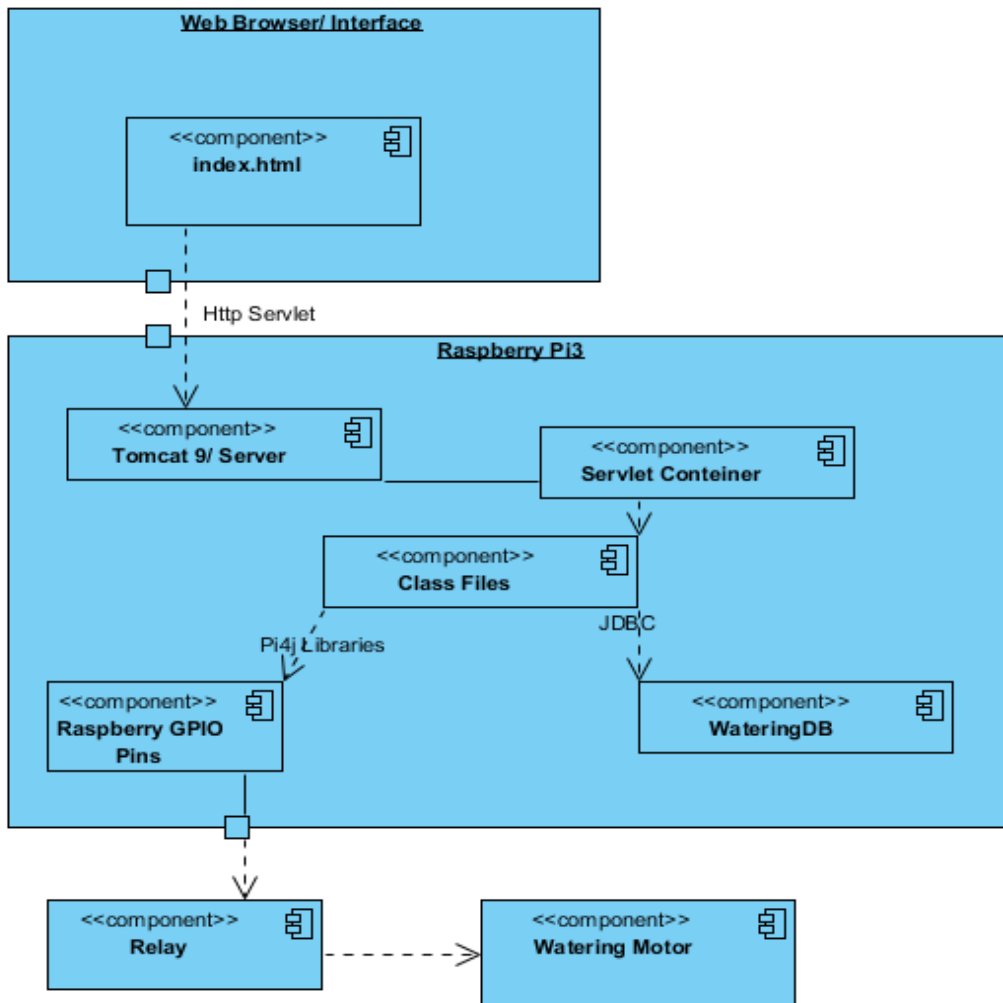 Web Browser/ Interface
<<component>>
index.html
Http Servlet
Raspberry Pi3
<<component>>
Tomcat 9/ Server
<<component>>
Servlet Conteiner
<<component>>
Class Files
Pi4j Libraries
JDBC
<<component>>
Raspberry GPIO
Pins
<<component>>
WateringDB
<<component>>
Relay
<<component>>
Watering Motor